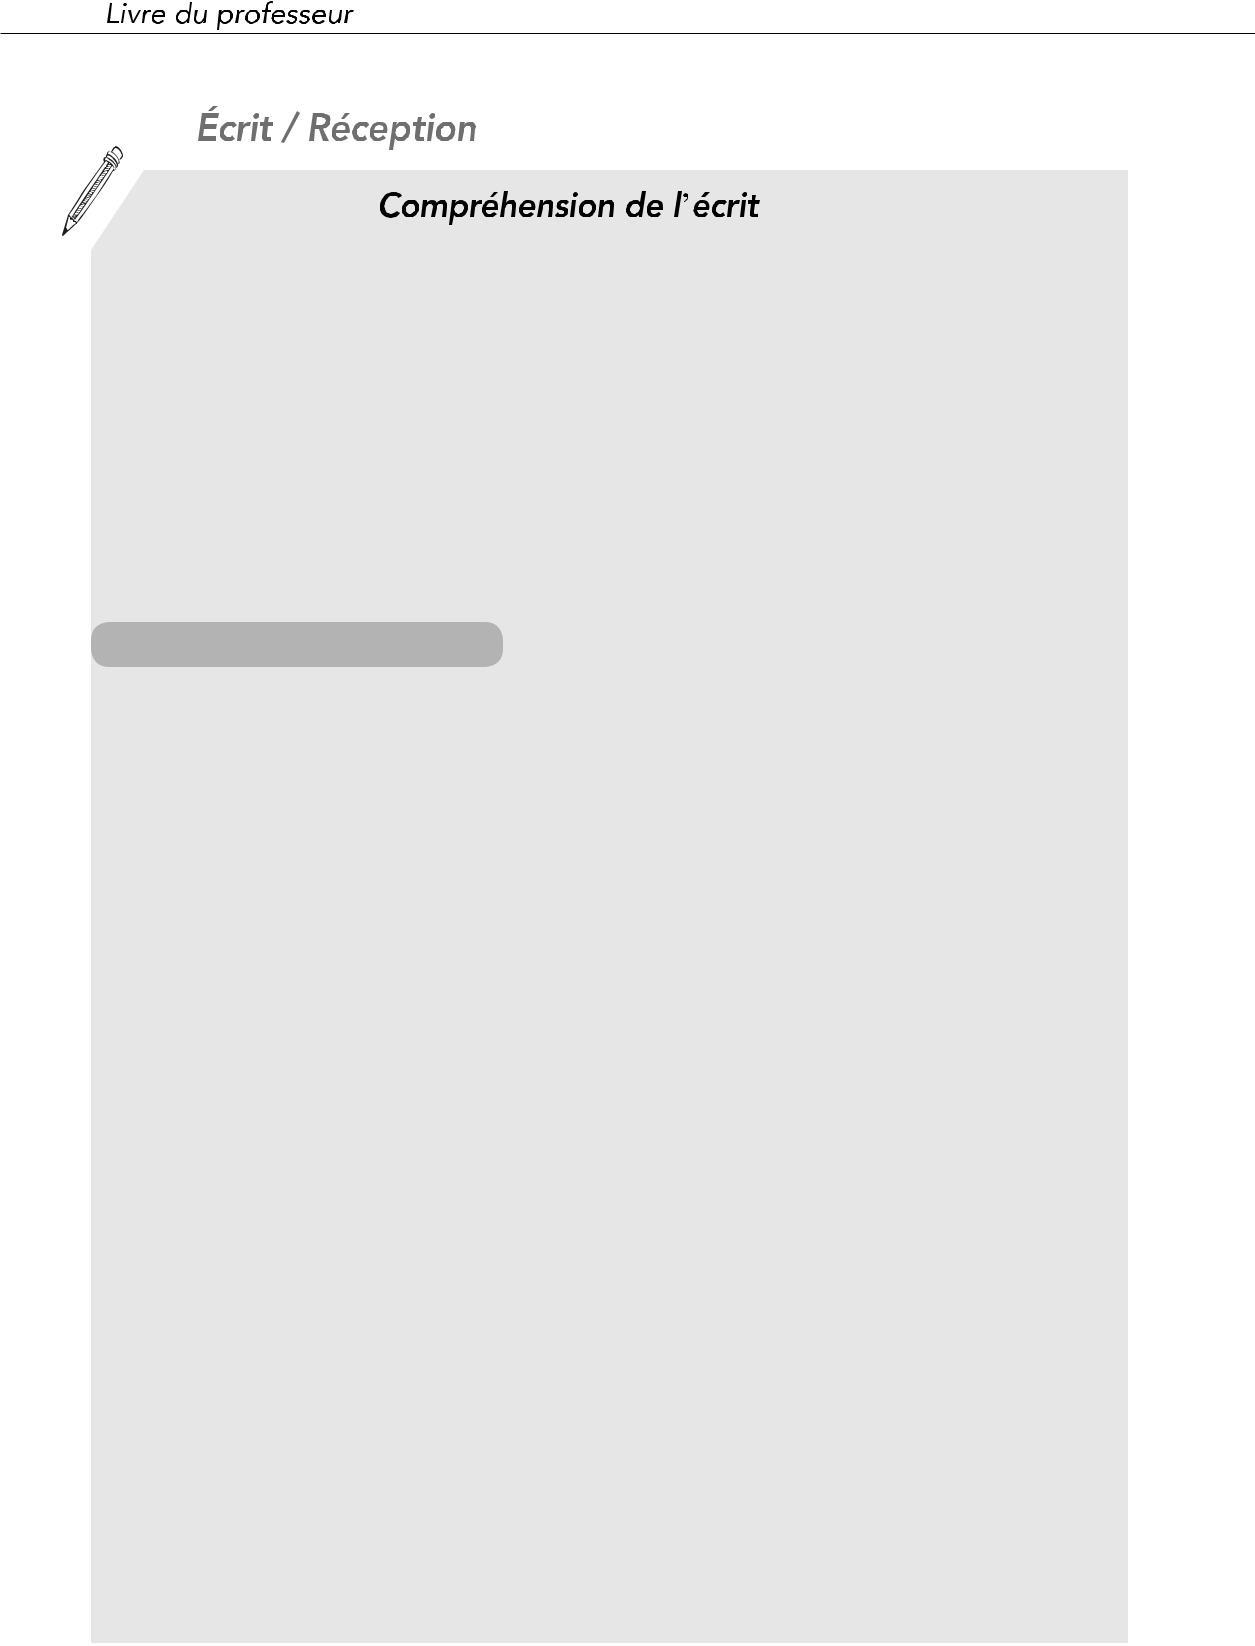 Livre du professeur
Écrit / Réception
Compréhension de l’écrit